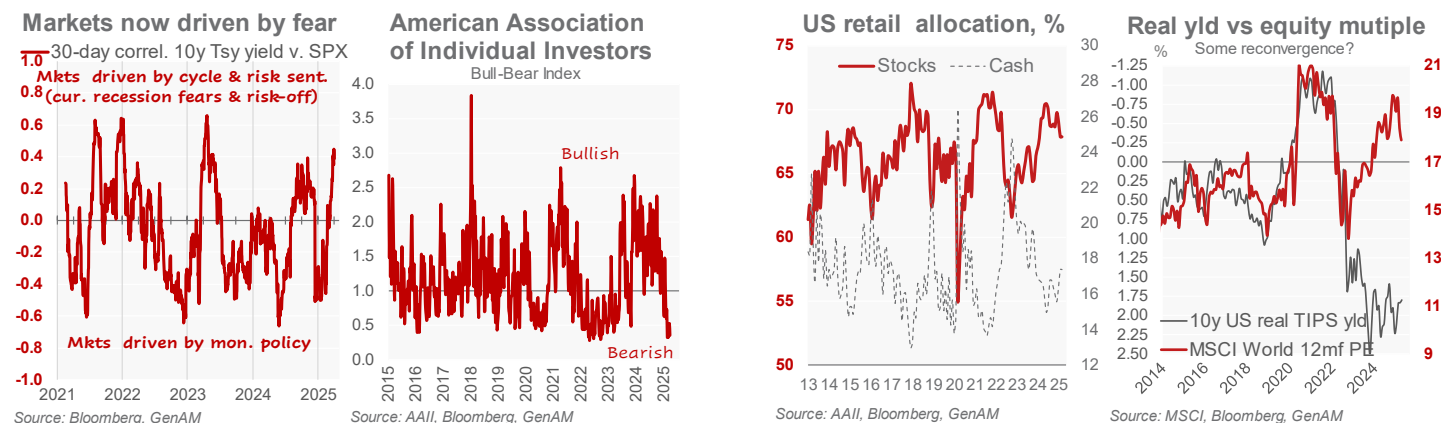 Markets now driven by fear
30-day correl. 10y Tsy yield v. SPX
Mkts driven by cycle & risk sent.
(cur. recession fears & risk-off)
1.0
0.8
0.6
0.4
0.2
0.0
-0.2
-0.4
-0.6
-0.8
-1.0
Mkts driven by mon. policy
2021 2022 2023 2024 2025
Source: Bloomberg, GenAM
American Association
of Individual Investors
Bull-Bear Index
4.0
3.5
3.0
2.5
2.0
1.5
1.0
0.5
0.0
Bullish
Bearish
2015 2016 2017 2018 2019 2020 2021 2022 2023 2024 2025
Source: AAII, Bloomberg, GenAM
US retail allocation, %
Stocks Cash
75
70
65
60
55
50
30
28
26
24
22
20
18
16
14
12
13 14 15 16 17 18 19 20 21 22 23 24 25
Source: AAII, Bloomberg, GenAM
Real yld vs equity mutiple
% Some reconvergence?
-1.25
-1.00
-0.75
-0.50
-0.25
0.00
0.25
0.50
0.75
1.00
1.25
1.50
1.75
2.00
2.25
2.50
21
19
17
15
13
11
9
10y US real TIPS yld
MSCI World 12mf PE
2014 2016 2018 2020 2022 2024
Source: MSCI, Bloomberg, GenAM